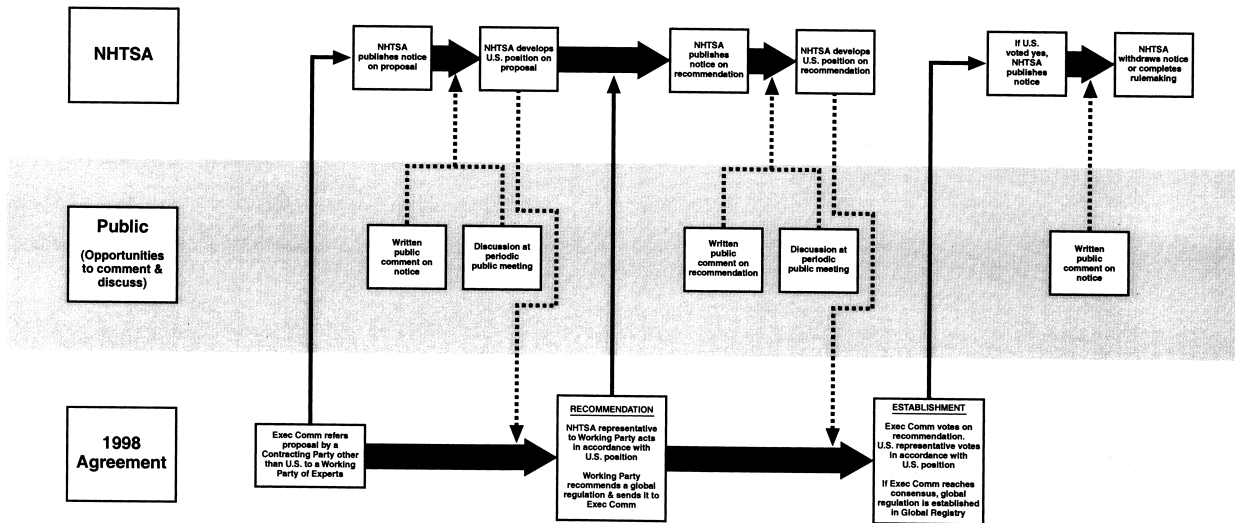 NHTSA
NHTSA
publishes notice
on proposal
NHTSA develops
U.S. position on
proposal
NHTSA
publishes
notice on
recommendation
NHTSA develops
U.S. position on
recommendation
If U.S.
voted yes,
NHTSA
publishes
notice
NHTSA
withdraws notice
or completes
rulemaking
Public
(Opportunities
to comment &
discuss)
Written
public
comment on
notice
Discussion at
periodic
public meeting
Written
public
comment on
recommendation
Discussion at
periodic
public meeting
Written
public
comment on
notice
1998
Agreement
Exec Comm refers
proposal by a
Contracting Party other
than U.S. to a Working
Party of Experts
RECOMMENDATION
NHTSA representative
to Working Party acts
in accordance with
U.S. position
Working Party
recommends a global
regulation & sends it to
Exec Comm
ESTABLISHMENT
Exec Comm votes on
recommendation.
U.S. representative votes
in accordance with
U.S. position
If Exec Comm reaches
consensus, global
regulation is established
in Global Registry